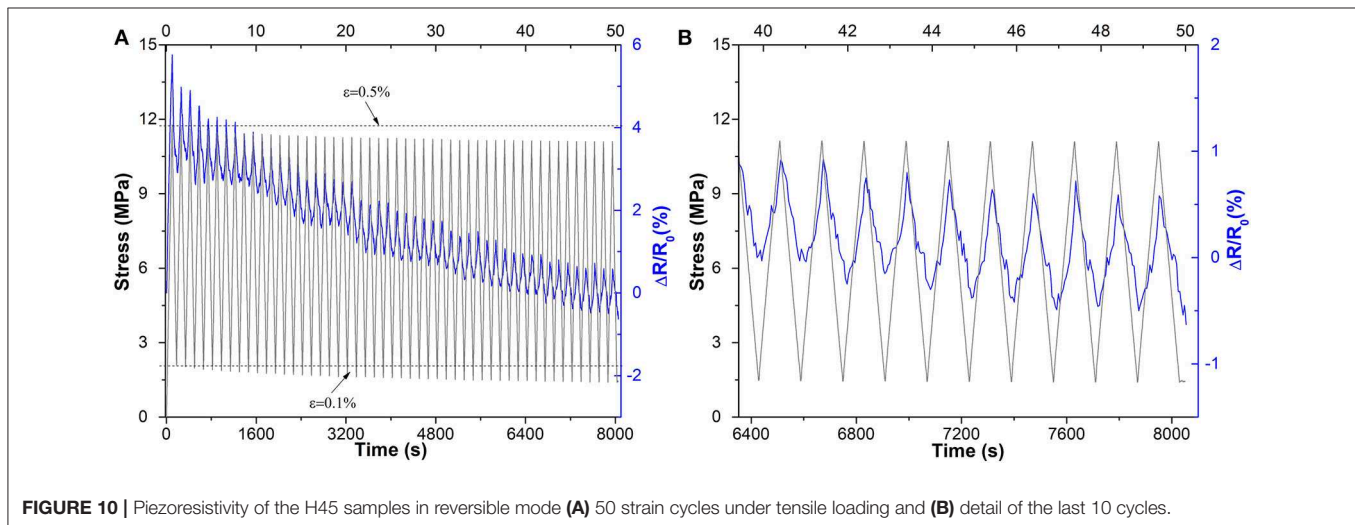 A
0 10 20 30 40 50
15
12
9
6
3
0
Stress (MPa)
ε=0.5%
ε=0.1%
6
4
2
0
-2
ΔR/R0(%)
0 1600 3200 4800 6400 8000
Time (s)
B
40 42 44 46 48 50
15
12
9
6
3
0
Stress (MPa)
2
1
0
-1
ΔR/R0(%)
6400 6800 7200 7600 8000
Time (s)
FIGURE 10 | Piezoresistivity of the H45 samples in reversible mode (A) 50 strain cycles under tensile loading and (B) detail of the last 10 cycles.